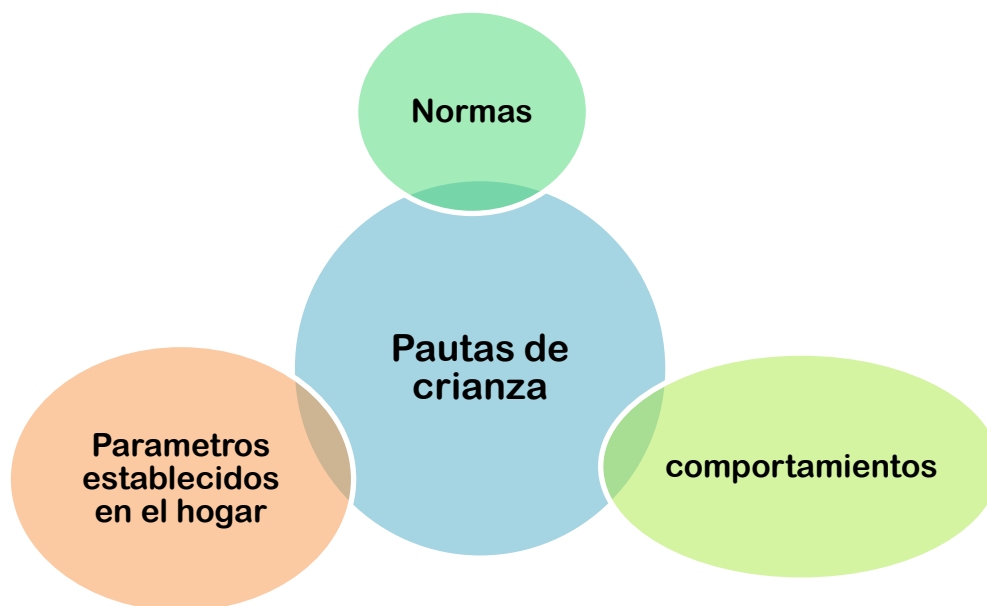 Normas
Pautas de
crianza
Parametros
establecidos
en el hogar
comportamientos